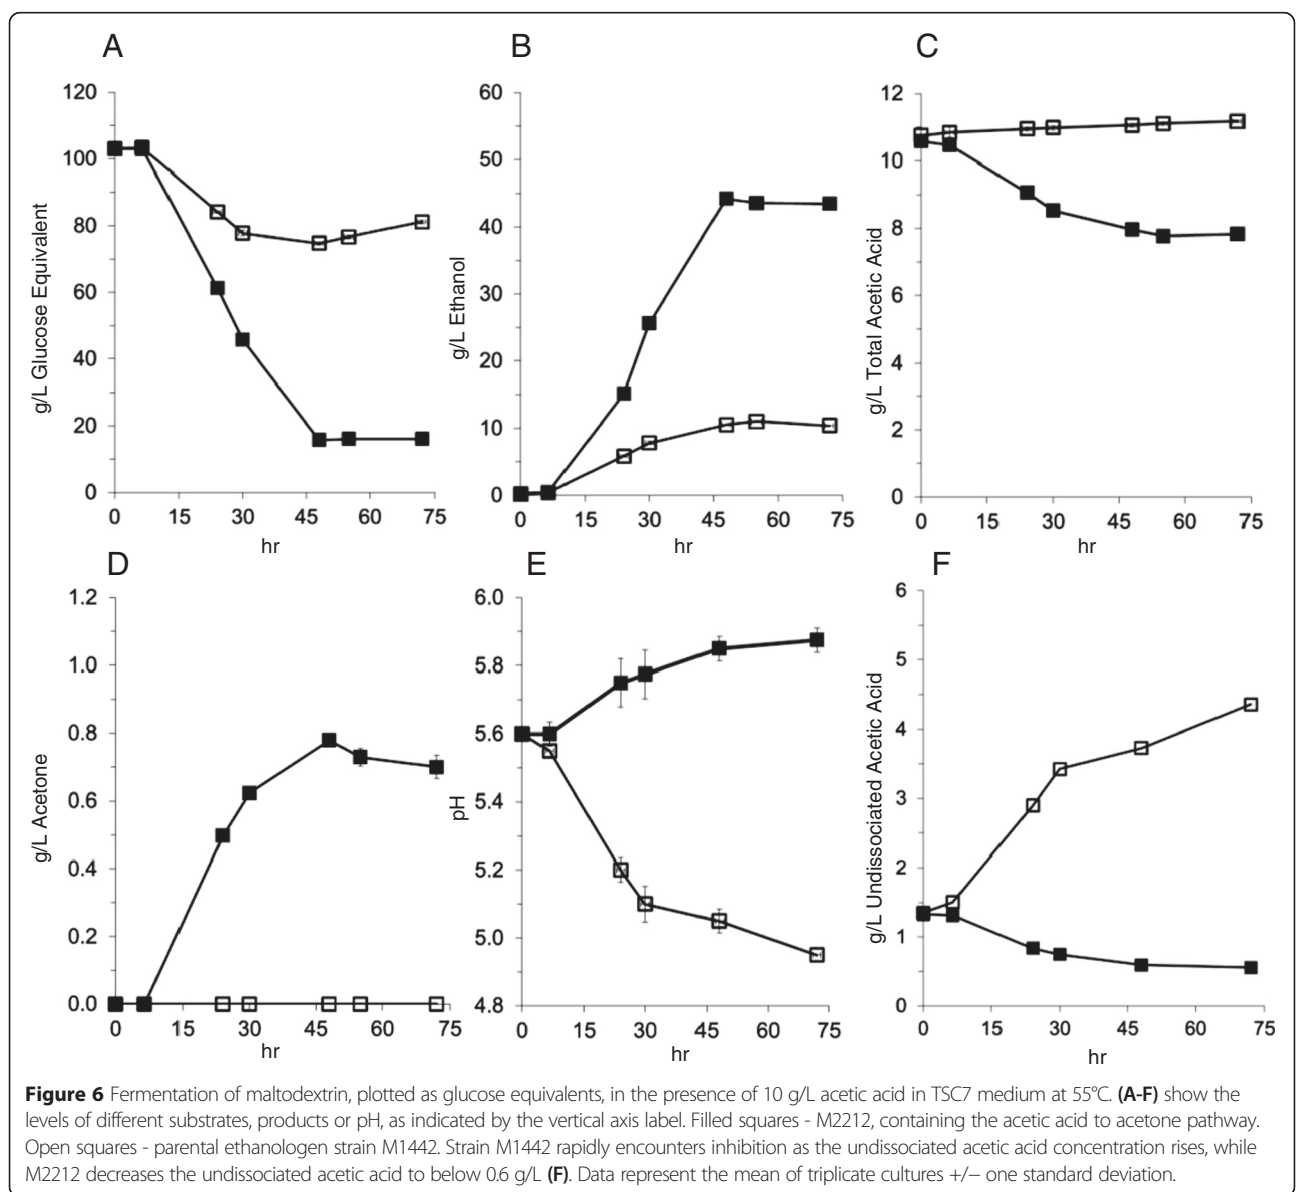 A
B
C
120
100
80
60
40
20
0
g/L Glucose Equivalent
0 15 30 45 60 75
hr
60
50
40
30
20
10
0
g/L Ethanol
0 15 30 45 60 75
hr
12
10
8
6
4
2
0
g/L Total Acetic Acid
0 15 30 45 60 75
hr
D
E
F
1.2
1.0
0.8
0.6
0.4
0.2
0.0
g/L Acetone
0 15 30 45 60 75
hr
6.0
5.8
5.6
5.4
5.2
5.0
4.8
pH
0 15 30 45 60 75
hr
6
5
4
3
2
1
0
g/L Undissociated Acetic Acid
0 15 30 45 60 75
hr
Figure 6 Fermentation of maltodextrin, plotted as glucose equivalents, in the presence of 10 g/L acetic acid in TSC7 medium at 55°C. (A-F) show the
levels of different substrates, products or pH, as indicated by the vertical axis label. Filled squares - M2212, containing the acetic acid to acetone pathway.
Open squares - parental ethanologen strain M1442. Strain M1442 rapidly encounters inhibition as the undissociated acetic acid concentration rises, while
M2212 decreases the undissociated acetic acid to below 0.6 g/L (F). Data represent the mean of triplicate cultures +/− one standard deviation.